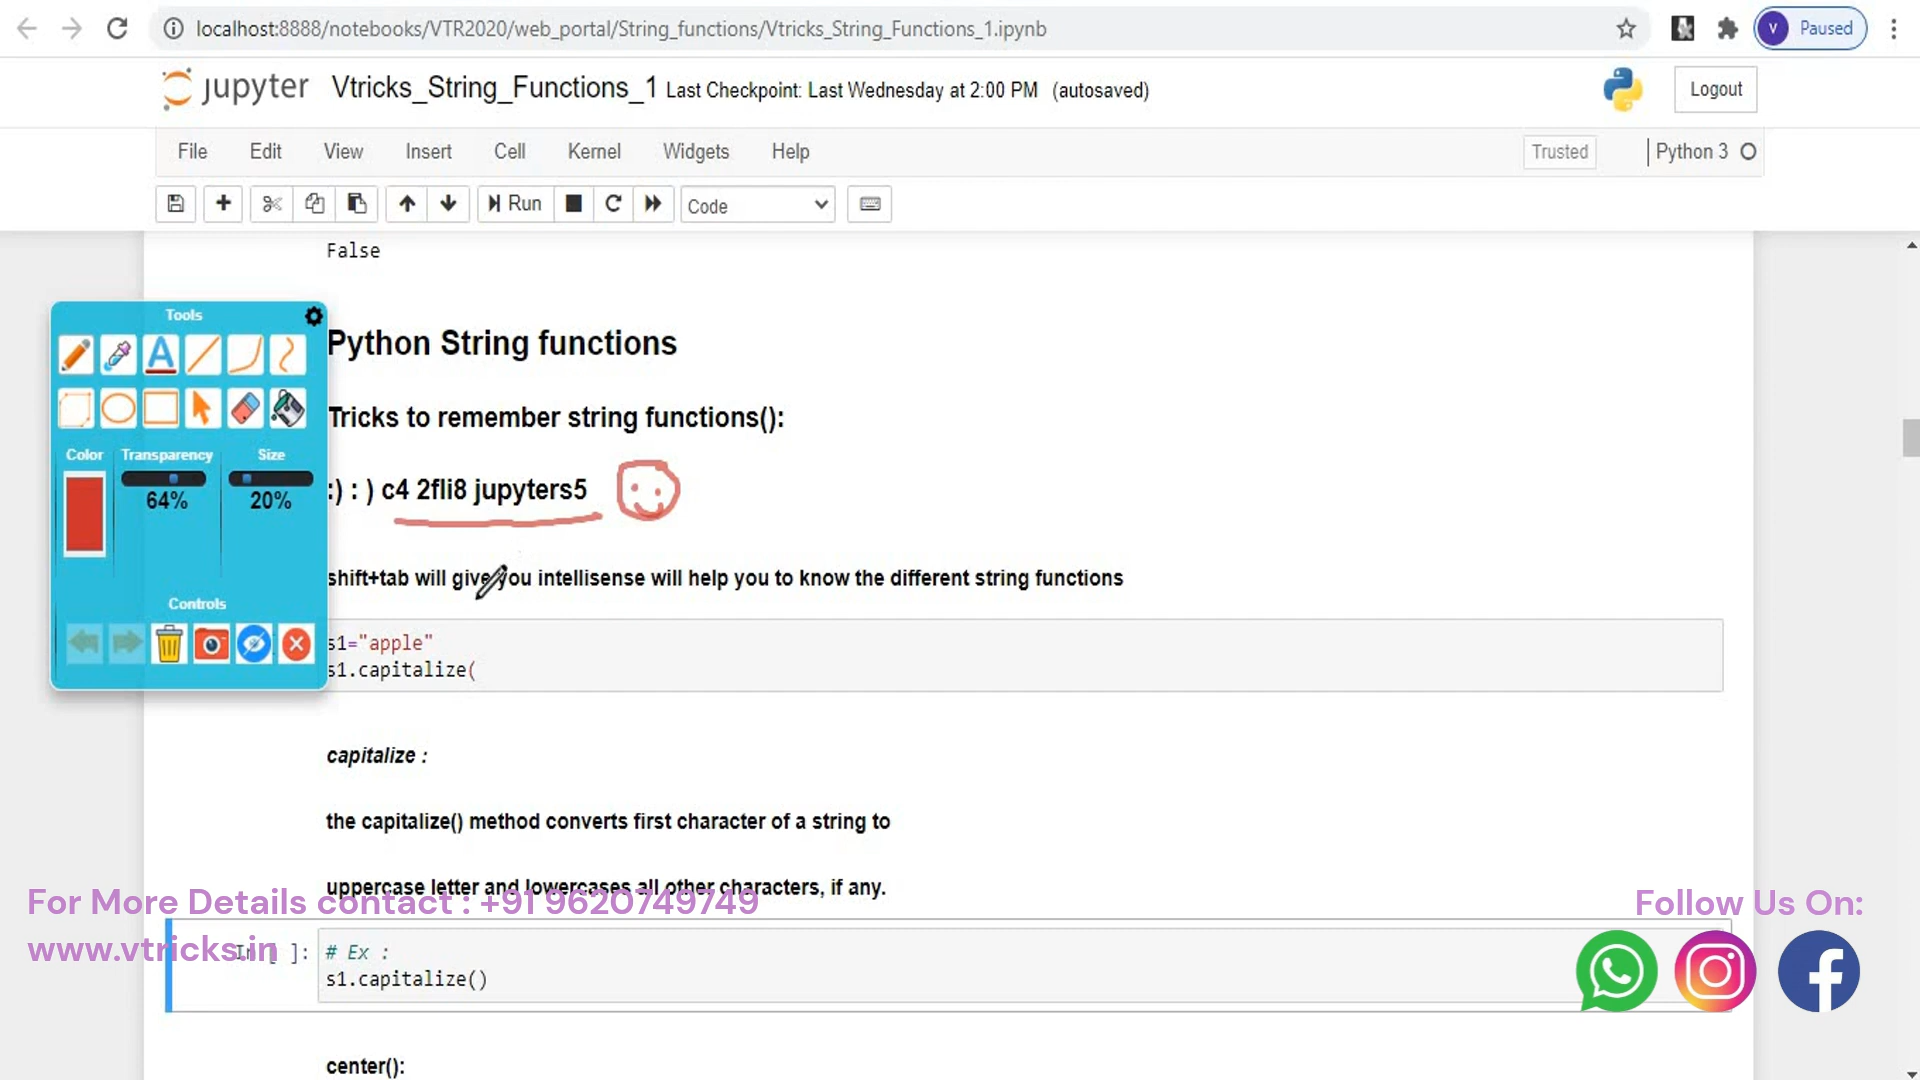 localhost:8888/notebooks/VTR2020/web_portal/String_functions/Vtricks_String_Functions_1.ipynb
V Paused
jupyter Vtricks_String_Functions_1 Last Checkpoint: Last Wednesday at 2:00 PM (autosaved)
Logout
File Edit View Insert Cell Kernel Widgets Help Trusted Python 3
Run Code
False
Tools
Python String functions
Tricks to remember string functions():
Color Transparency Size
:) : ) c4 2fli8 jupyters5
64% 20%
shift+tab will give you intellisense will help you to know the different string functions
Controls
s1="apple"
s1.capitalize(
capitalize :
the capitalize() method converts first character of a string to
uppercase letter and lowercases all other characters, if any.
For More Details contact : +91 9620749749
Follow Us On:
www.vtricks.in
In [ ]: # Ex :
s1.capitalize()
center():